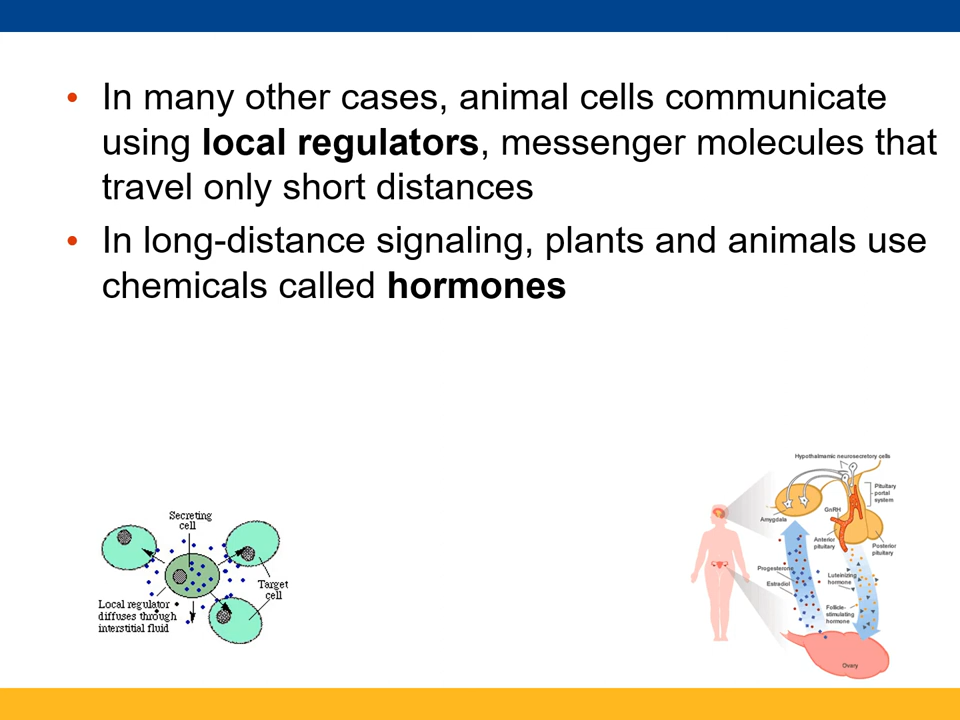 • In many other cases, animal cells communicate
using local regulators, messenger molecules that
travel only short distances
• In long-distance signaling, plants and animals use
chemicals called hormones
Secreting
cell
Target
cell
Local regulator
diffuses through
interstitial fluid
Hypothalmamic neurosecretory cells
Pituitary
portal
system
GnRH
Amygdala
Anterior
pituitary
Posterior
pituitary
Progesterone
Estradiol
Luteinizing
hormone
Follicle-
stimulating
hormone
Ovary